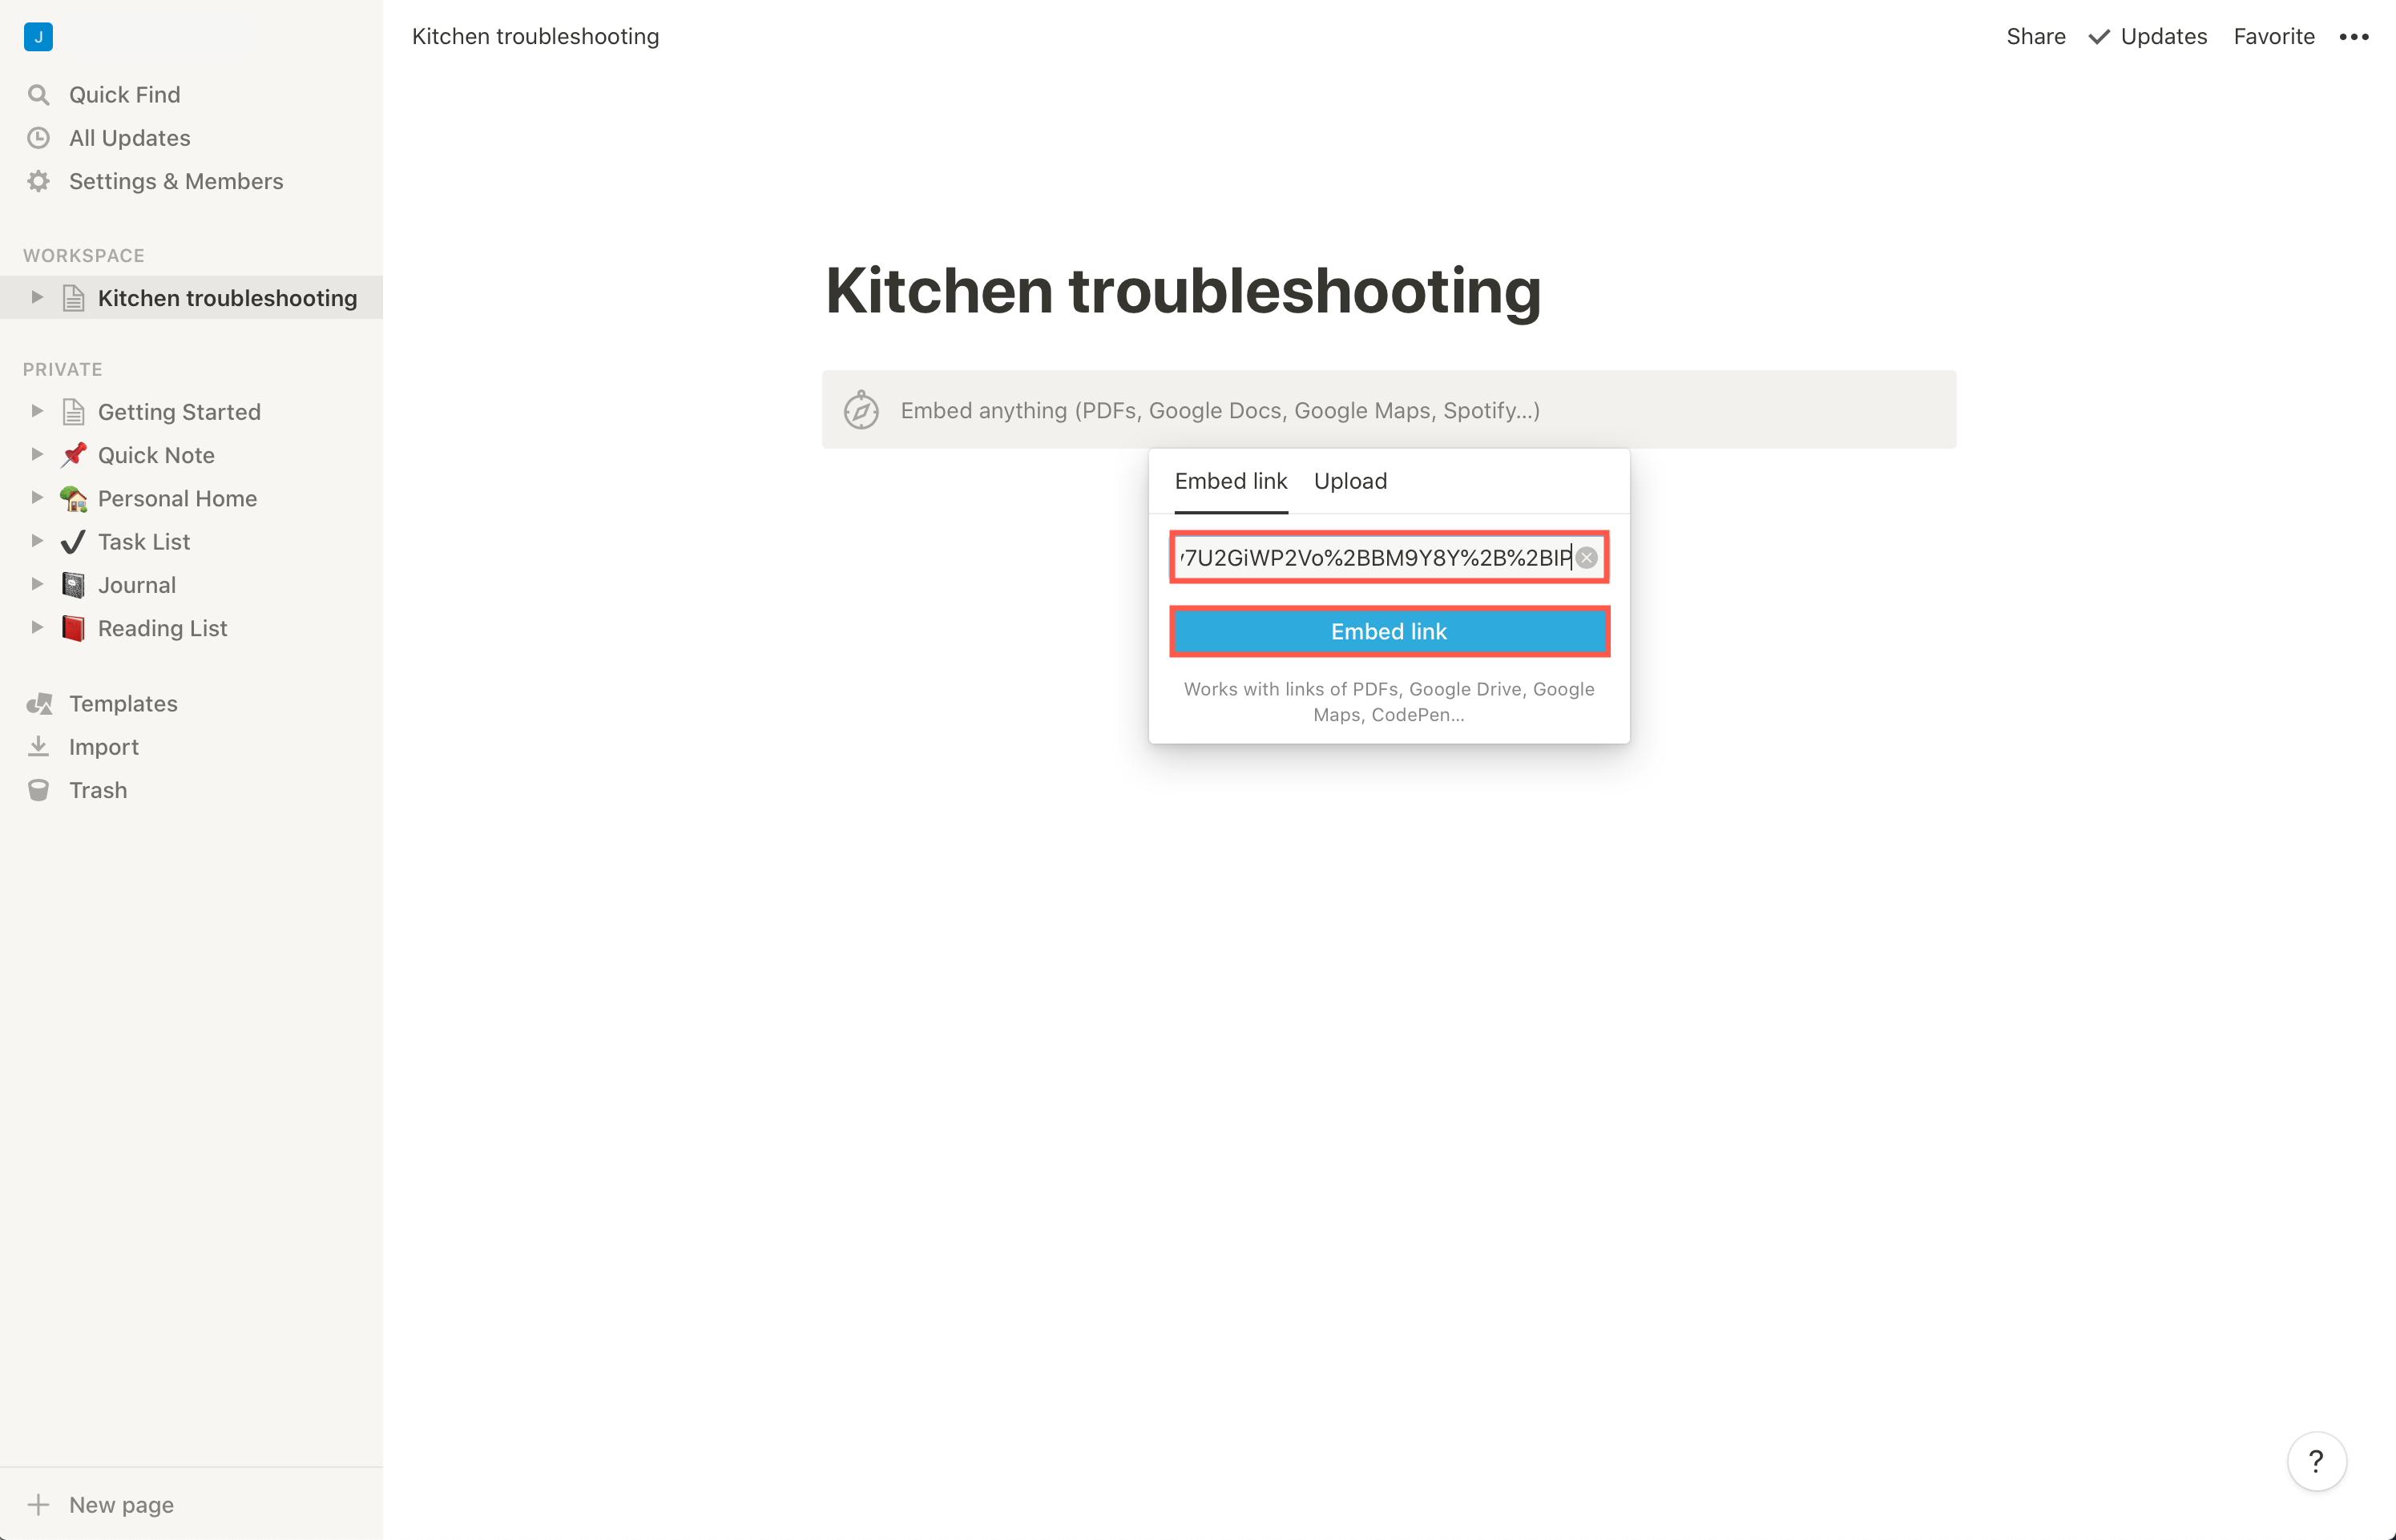 J
Kitchen troubleshooting
Share
Updates
Favorite
Quick Find
All Updates
Settings & Members
WORKSPACE
Kitchen troubleshooting
PRIVATE
Getting Started
Quick Note
Personal Home
Task List
Journal
Reading List
Templates
Import
Trash
New page
Kitchen troubleshooting
Embed anything (PDFs, Google Docs, Google Maps, Spotify...)
Embed link
Upload
7U2GiWP2Vo%2BBM9Y8Y%2B%2BIP
Embed link
Works with links of PDFs, Google Drive, Google
Maps, CodePen...
?